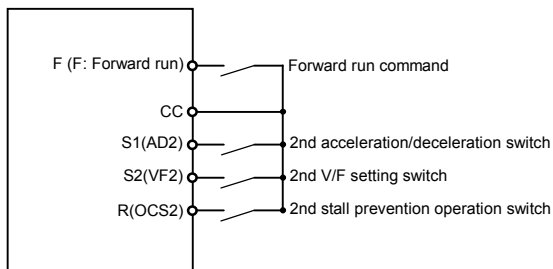 F (F: Forward run) Forward run command
CC
S1(AD2) 2nd acceleration/deceleration switch
S2(VF2) 2nd V/F setting switch
R(OCS2) 2nd stall prevention operation switch